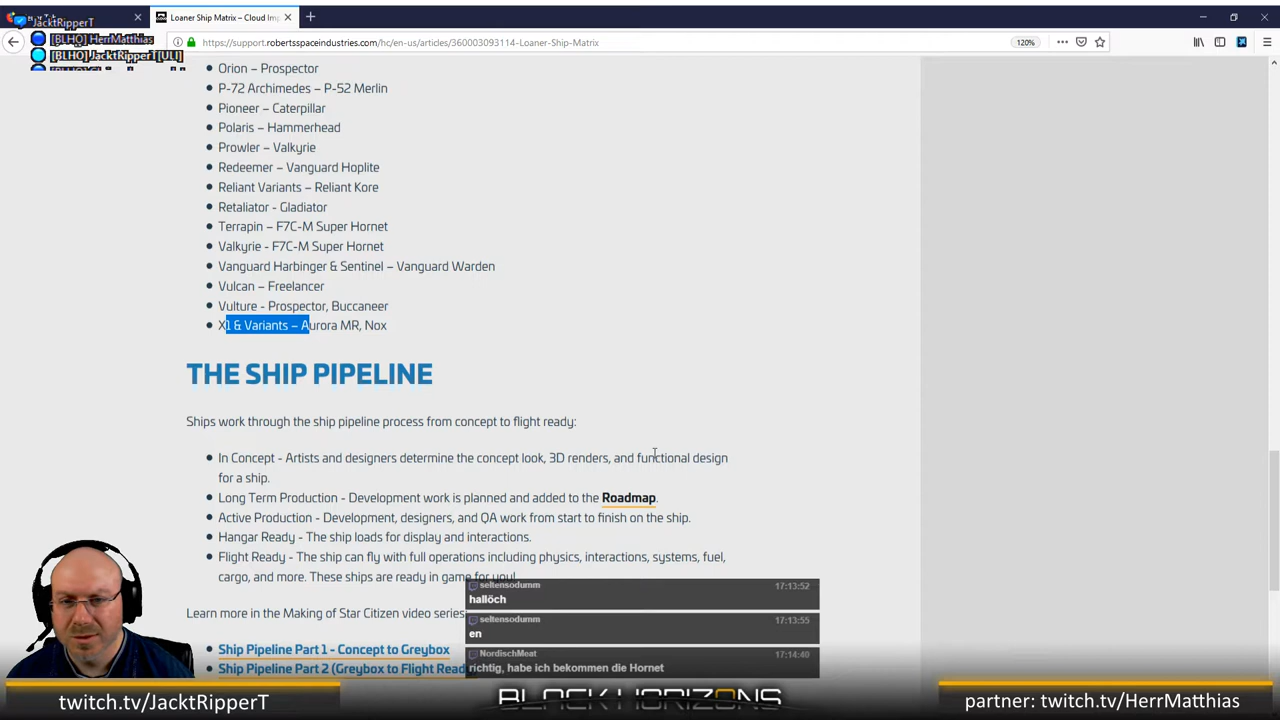 JacktRipperT
[BLHO] HerrMatthias
[BLHO] JacktRipperT[ULI]
Loaner Ship Matrix – Cloud Im
https://support.robertsspaceindustries.com/hc/en-us/articles/360003093114-Loaner-Ship-Matrix
120%
Orion – Prospector
P-72 Archimedes – P-52 Merlin
Pioneer – Caterpillar
Polaris – Hammerhead
Prowler – Valkyrie
Redeemer – Vanguard Hoplite
Reliant Variants – Reliant Kore
Retaliator - Gladiator
Terrapin – F7C-M Super Hornet
Valkyrie - F7C-M Super Hornet
Vanguard Harbinger & Sentinel – Vanguard Warden
Vulcan – Freelancer
Vulture - Prospector, Buccaneer
X1 & Variants – Aurora MR, Nox
THE SHIP PIPELINE
Ships work through the ship pipeline process from concept to flight ready:
In Concept - Artists and designers determine the concept look, 3D renders, and functional design
for a ship.
Long Term Production - Development work is planned and added to the Roadmap.
Active Production - Development, designers, and QA work from start to finish on the ship.
Hangar Ready - The ship loads for display and interactions.
Flight Ready - The ship can fly with full operations including physics, interactions, systems, fuel,
cargo, and more. These ships are ready in game for you!
Learn more in the Making of Star Citizen video series:
Ship Pipeline Part 1 - Concept to Greybox
Ship Pipeline Part 2 (Greybox to Flight Read
seltensodumm 17:13:52
hallöch
seltensodumm 17:13:55
en
NordischMeat 17:14:40
richtig, habe ich bekommen die Hornet
twitch.tv/JacktRipperT
BLACK HORIZONS
partner: twitch.tv/HerrMatthias